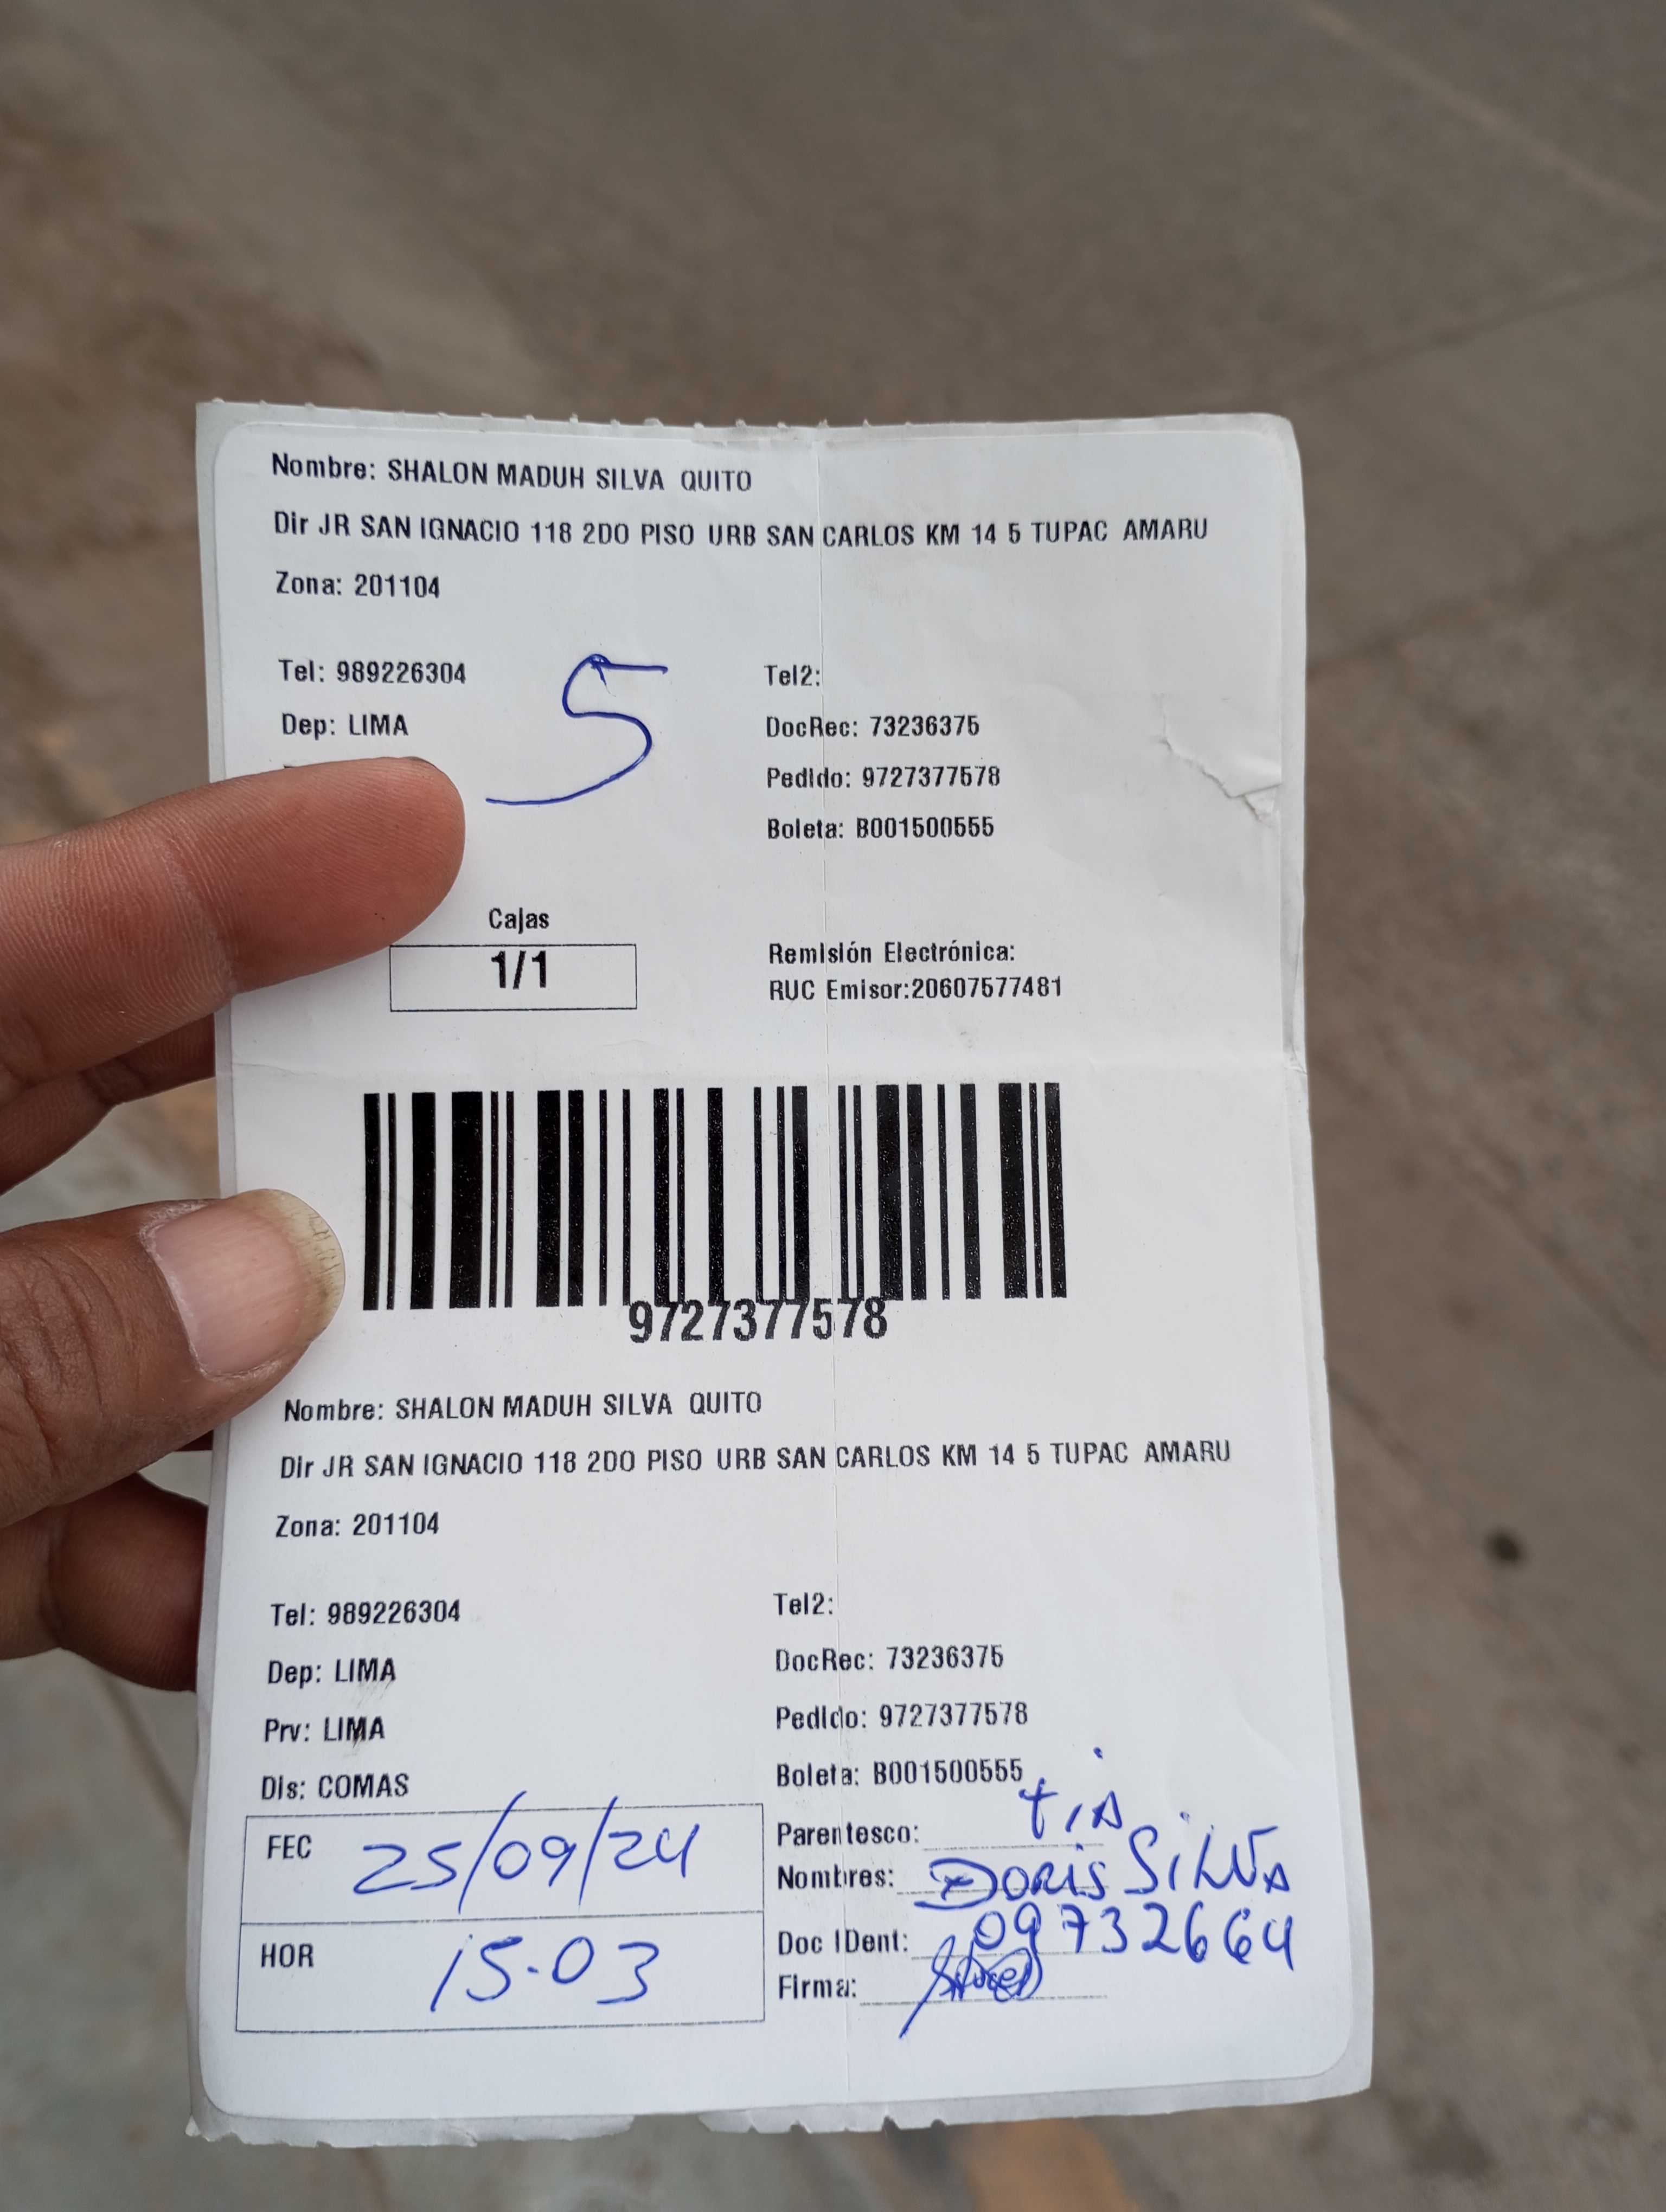 Nombre: SHALON MADUH SILVA QUITO
Dir JR SAN IGNACIO 118 2DO PISO URB SAN CARLOS KM 14 5 TUPAC AMARU
Zona: 201104
Tel: 989226304
Tel2:
5
Dep: LIMA
DocRec: 73236375
Pedido: 9727377578
Boleta: B001500555
Cajas
1/1
Remisión Electrónica:
RUC Emisor:20607577481
9727377578
Nombre: SHALON MADUH SILVA QUITO
Dir JR SAN IGNACIO 118 2DO PISO URB SAN CARLOS KM 14 5 TUPAC AMARU
Zona: 201104
Tel: 989226304
Tel2:
Dep: LIMA
DocRec: 73236375
Prv: LIMA
Pedido: 9727377578
Dis: COMAS
Boleta: B001500555
FEC 25/09/24
Parentesco: tiA
Nombres: DORIS SiLVA
HOR 15.03
Doc IDent: 09732664
Firma: